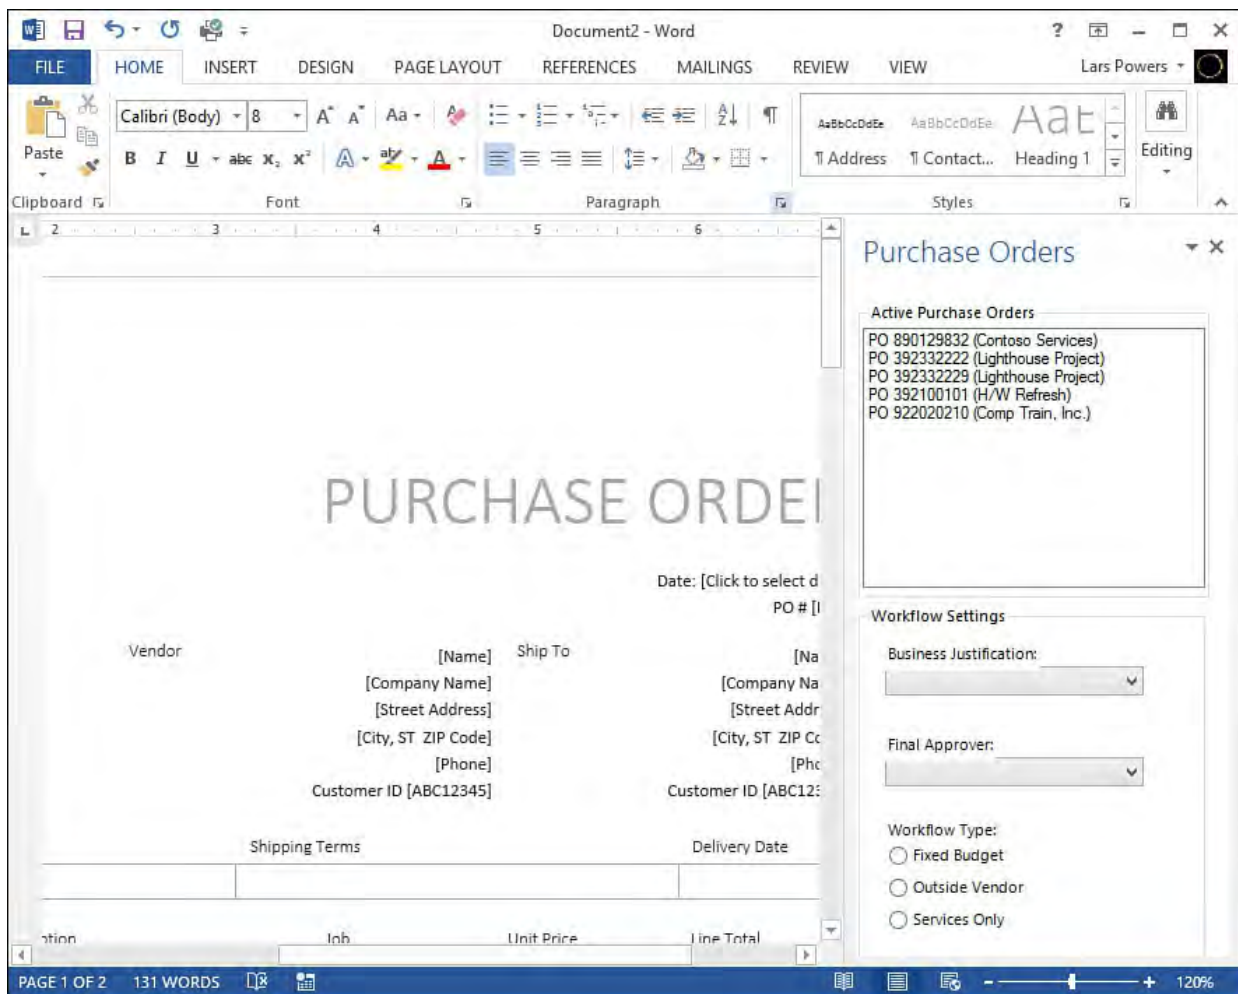 Document2 - Word
FILE HOME INSERT DESIGN PAGE LAYOUT REFERENCES MAILINGS REVIEW VIEW Lars Powers
Calibri (Body) 8 A A Aa AaBbCcDdEe AaBbCcDdEe AaE
Paste B I U abc X₂ X² A ab A ¶ Address ¶ Contact... Heading 1 Editing
Clipboard Font Paragraph Styles
2 3 4 5 6
Purchase Orders
Active Purchase Orders
PO 890129832 (Contoso Services)
PO 392332222 (Lighthouse Project)
PO 392332229 (Lighthouse Project)
PO 392100101 (H/W Refresh)
PO 922020210 (Comp Train, Inc.)
PURCHASE ORDE
Date: [Click to select d
PO # [
Vendor [Name] Ship To [Na
[Company Name] [Company Na
[Street Address] [Street Addr
[City, ST ZIP Code] [City, ST ZIP Co
[Phone] [Pho
Customer ID [ABC12345] Customer ID [ABC123
Shipping Terms Delivery Date
ption Job Unit Price Line Total
Workflow Settings
Business Justification:
Final Approver:
Workflow Type:
Fixed Budget
Outside Vendor
Services Only
PAGE 1 OF 2 131 WORDS 120%